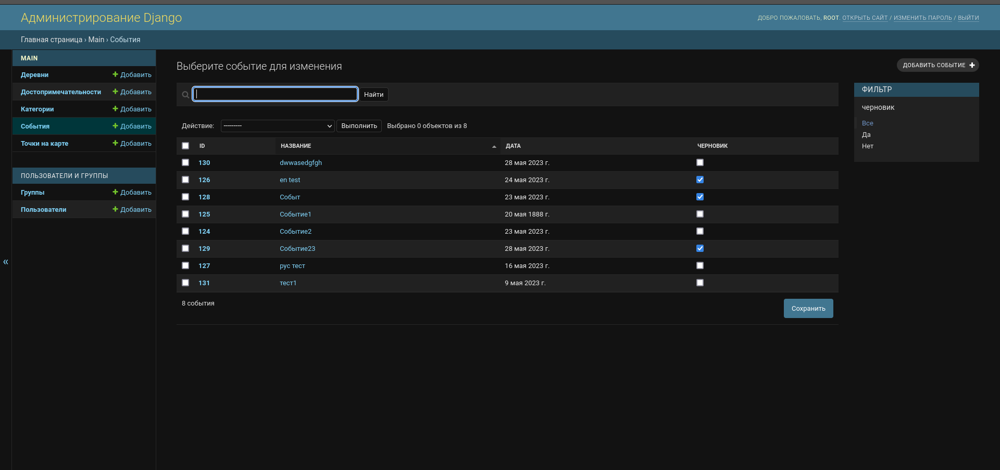 Администрирование Django
ДОБРО ПОЖАЛОВАТЬ, ROOT. ОТКРЫТЬ САЙТ / ИЗМЕНИТЬ ПАРОЛЬ / ВЫЙТИ
Главная страница › Main › События
MAIN
Деревни + Добавить
Достопримечательности + Добавить
Категории + Добавить
События + Добавить
Точки на карте + Добавить
ПОЛЬЗОВАТЕЛИ И ГРУППЫ
Группы + Добавить
Пользователи + Добавить
«
Выберите событие для изменения
ДОБАВИТЬ СОБЫТИЕ +
Найти
Действие: --------- Выполнить Выбрано 0 объектов из 8
ID НАЗВАНИЕ ДАТА ЧЕРНОВИК
130 dwwasedgfgh 28 мая 2023 г.
126 en test 24 мая 2023 г.
128 Событ 23 мая 2023 г.
125 Событие1 20 мая 1888 г.
124 Событие2 23 мая 2023 г.
129 Событие23 28 мая 2023 г.
127 рус тест 16 мая 2023 г.
131 тест1 9 мая 2023 г.
8 события
Сохранить
ФИЛЬТР
черновик
Все
Да
Нет